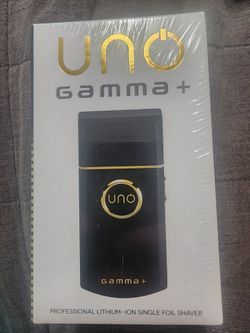 UNO
GAMMA+
UNO
GAMMA+
PROFESSIONAL LITHIUM-ION SINGLE FOIL SHAVER